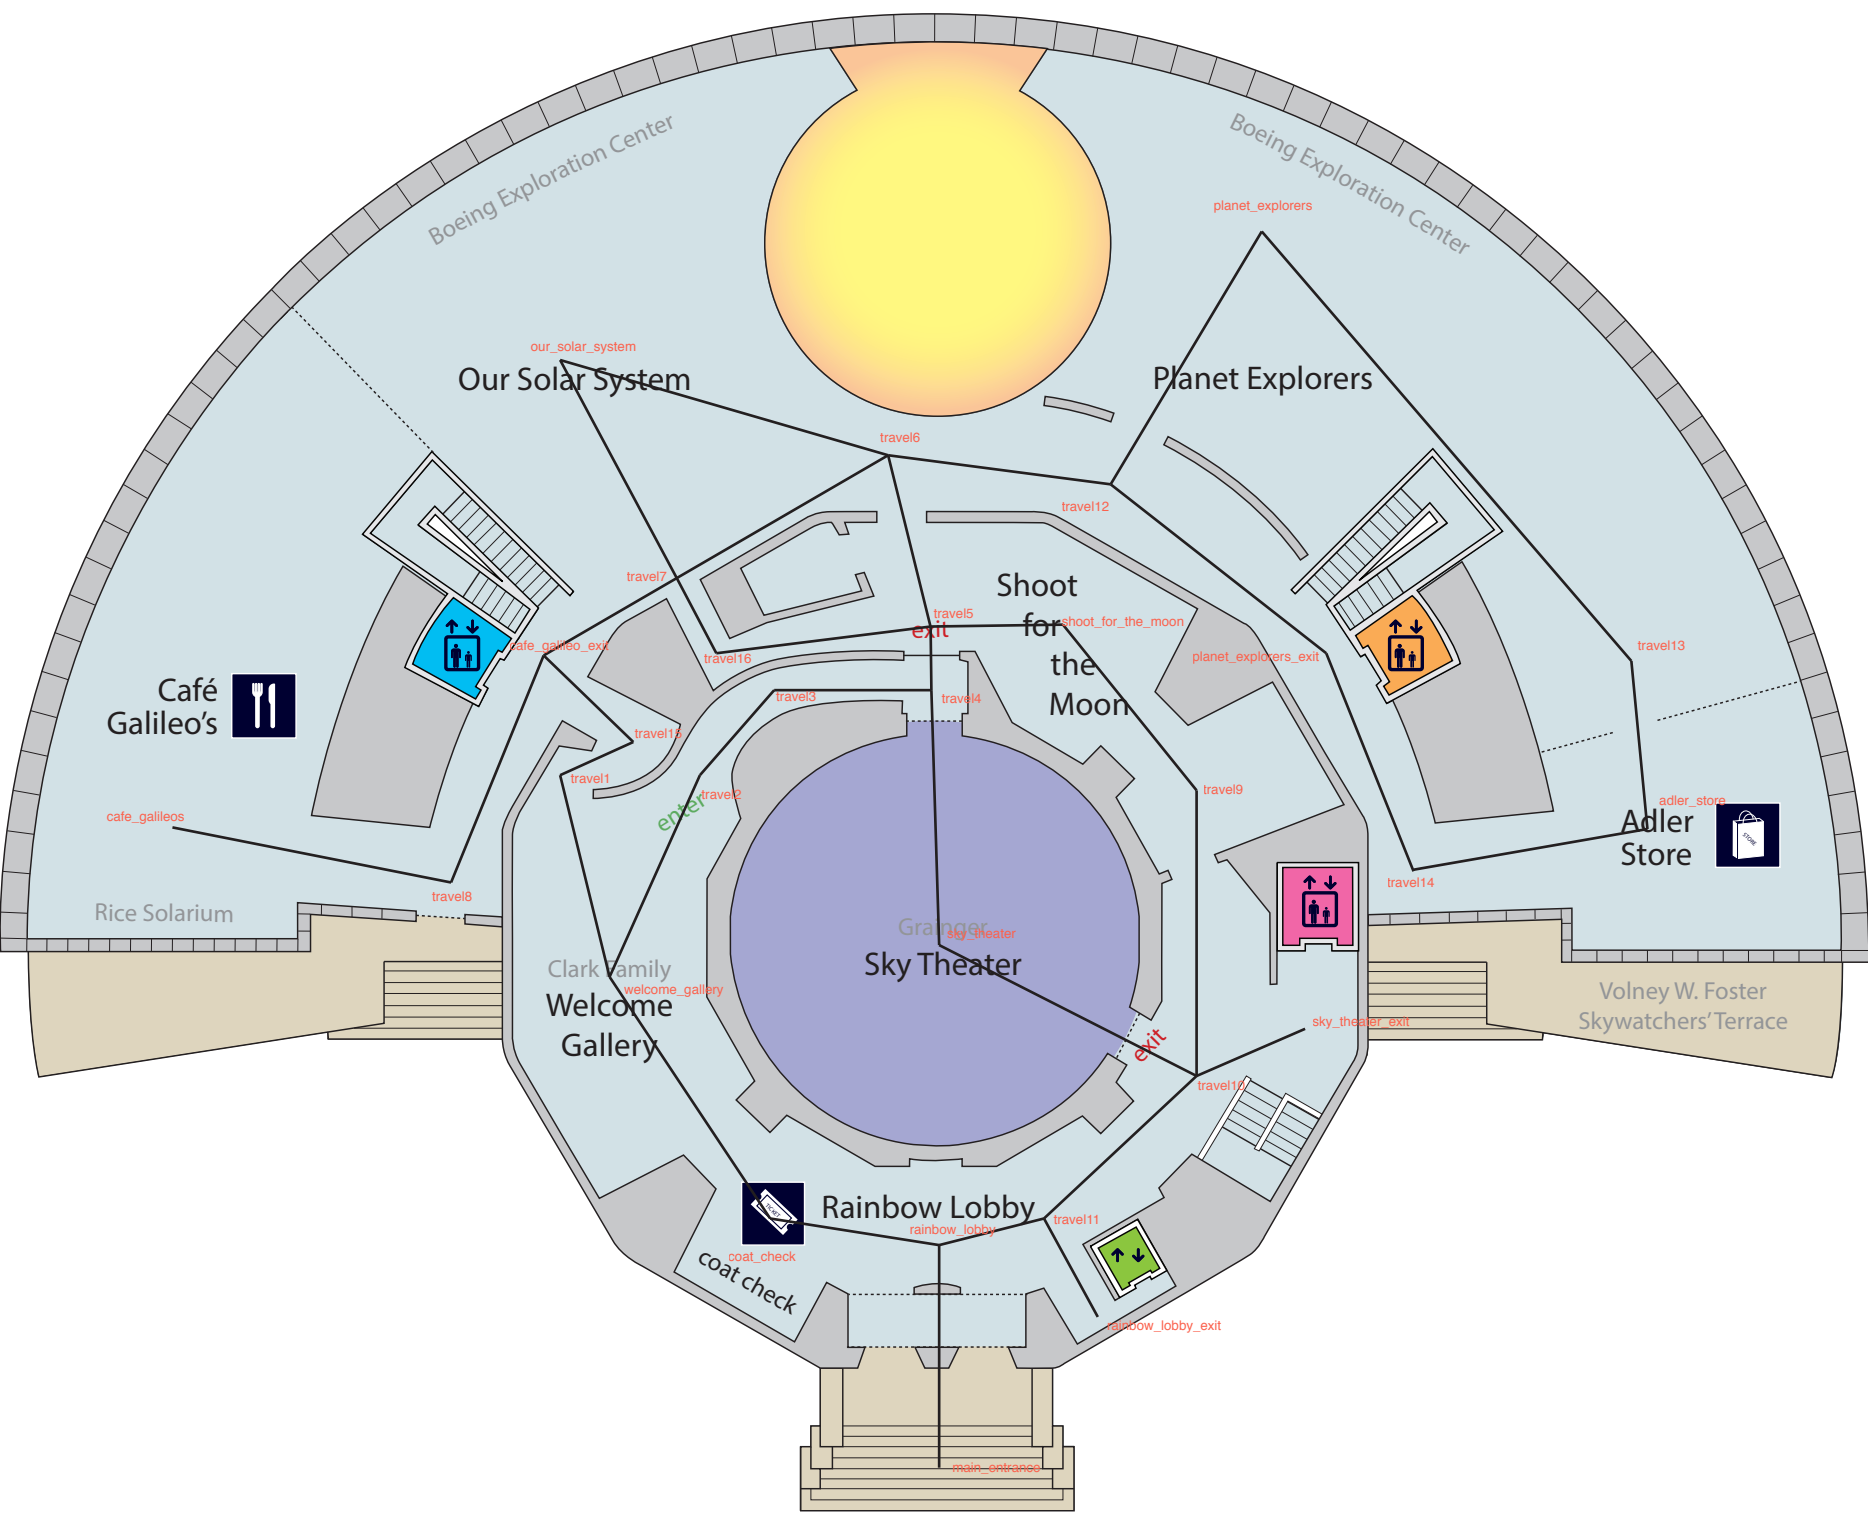 Boeing Exploration Center
Boeing Exploration Center
planet_explorers
our_solar_system
Our Solar System
Planet Explorers
travel6
travel12
travel7
Shoot
for
the
Moon
travel5
exit
shoot_for_the_moon
cafe_galileo_exit
travel16
planet_explorers_exit
travel13
Café
Galileo's
travel3
travel4
travel15
travel1
travel2
enter
travel9
cafe_galileos
adler_store
Adler
Store
STORE
travel8
travel14
Rice Solarium
Grainger
sky_theater
Sky Theater
Clark Family
welcome_gallery
Welcome
Gallery
Volney W. Foster
Skywatchers' Terrace
sky_theater_exit
exit
travel10
TICKET
Rainbow Lobby
rainbow_lobby
travel11
coat_check
coat check
rainbow_lobby_exit
main_entrance